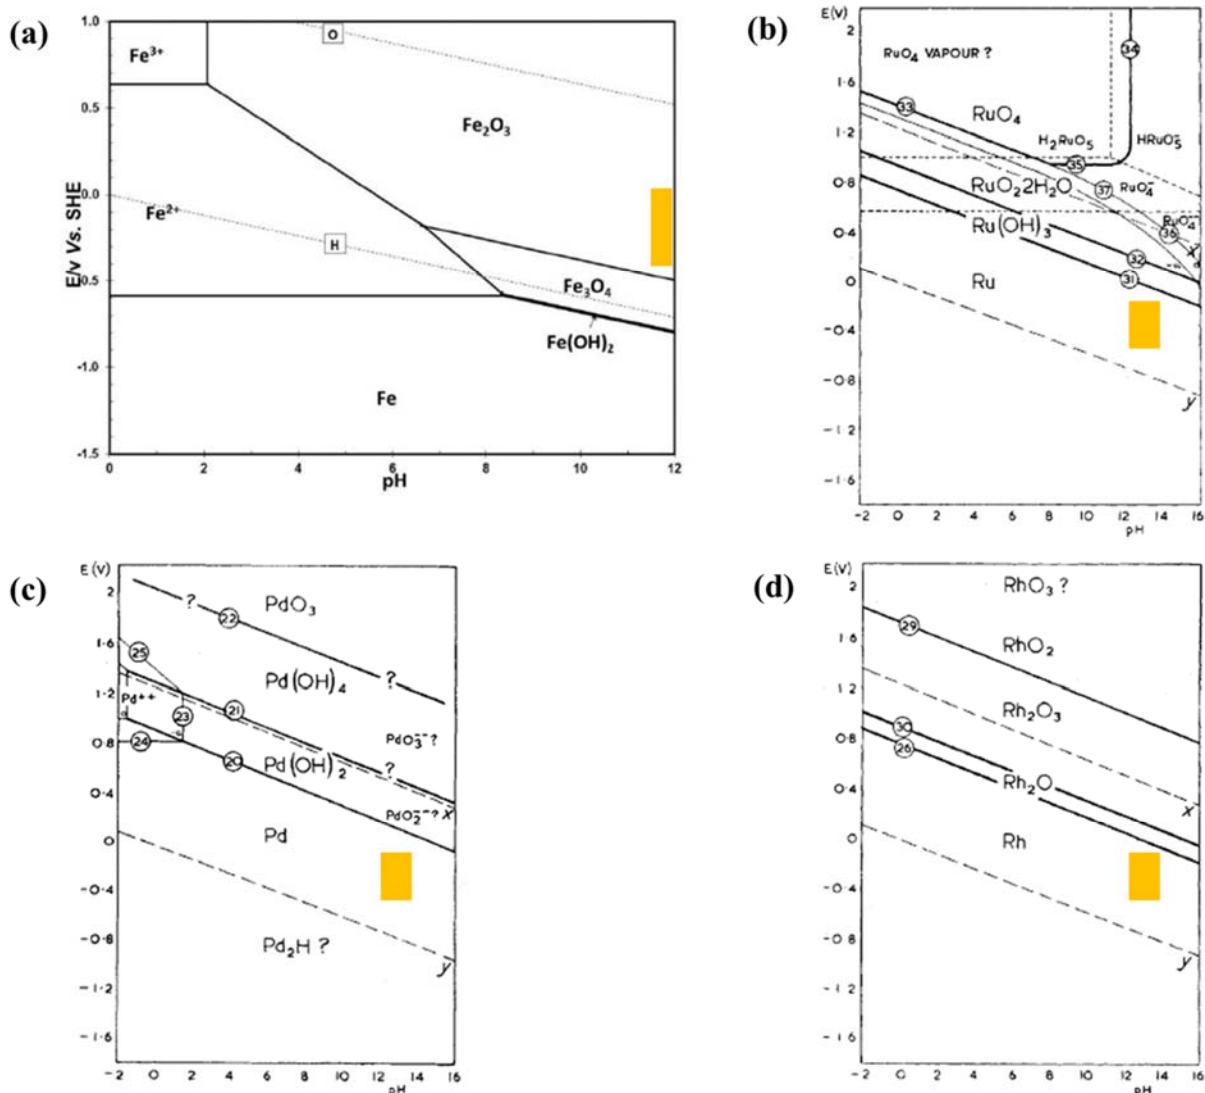 (a)
1.0
0.5
0.0
-0.5
-1.0
-1.5
E/v Vs. SHE
Fe3+
O
Fe2O3
Fe2+
H
Fe3O4
Fe(OH)2
Fe
0 2 4 6 8 10 12
pH
(b)
E(V)
2
1·6
1·2
0·8
0·4
0
-0·4
-0·8
-1·2
-1·6
RuO4 VAPOUR ?
34
33
RuO4
H2RuO5
HRuO5-
35
RuO2 2H2O
37
RuO4-
Ru(OH)3
36
32
x
31
Ru
y
-2 0 2 4 6 8 10 12 14 16
pH
(c)
E(V)
2
1·6
1·2
0·8
0·4
0
-0·4
-0·8
-1·2
-1·6
?
PdO3
22
25
?
Pd(OH)4
Pd++
23
21
PdO3-- ?
24
20
Pd(OH)2
?
PdO2-- ?
x
Pd
Pd2H ?
y
-2 0 2 4 6 8 10 12 14 16
pH
(d)
E(V)
2
1·6
1·2
0·8
0·4
0
-0·4
-0·8
-1·2
-1·6
RhO3 ?
29
RhO2
Rh2O3
30
26
Rh2O
x
Rh
y
-2 0 2 4 6 8 10 12 14 16
pH